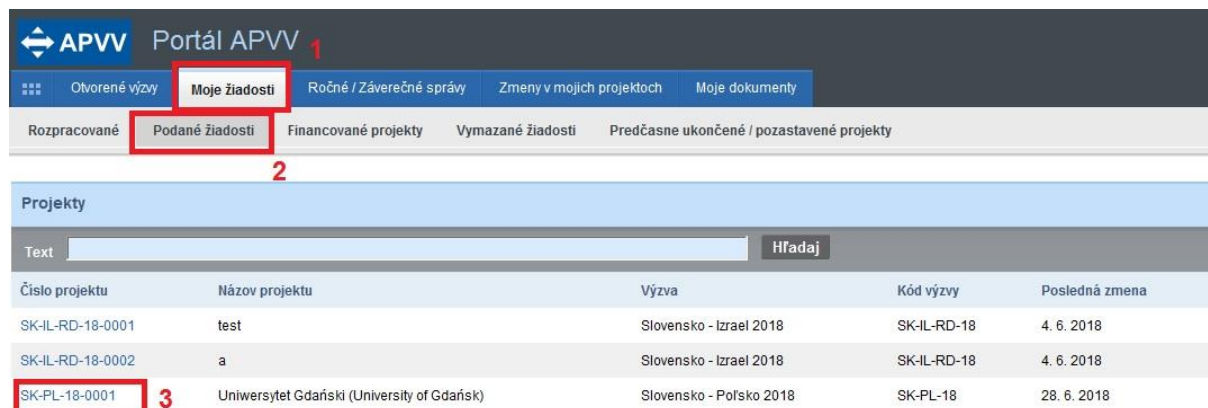 APVV Portál APVV 1
Otvorené výzvy Moje žiadosti Ročné / Záverečné správy Zmeny v mojich projektoch Moje dokumenty
Rozpracované Podané žiadosti Financované projekty Vymazané žiadosti Predčasne ukončené / pozastavené projekty
2
Projekty
Text Hľadaj
Číslo projektu Názov projektu Výzva Kód výzvy Posledná zmena
SK-IL-RD-18-0001 test Slovensko - Izrael 2018 SK-IL-RD-18 4. 6. 2018
SK-IL-RD-18-0002 a Slovensko - Izrael 2018 SK-IL-RD-18 4. 6. 2018
SK-PL-18-0001 3 Uniwersytet Gdański (University of Gdańsk) Slovensko - Poľsko 2018 SK-PL-18 28. 6. 2018